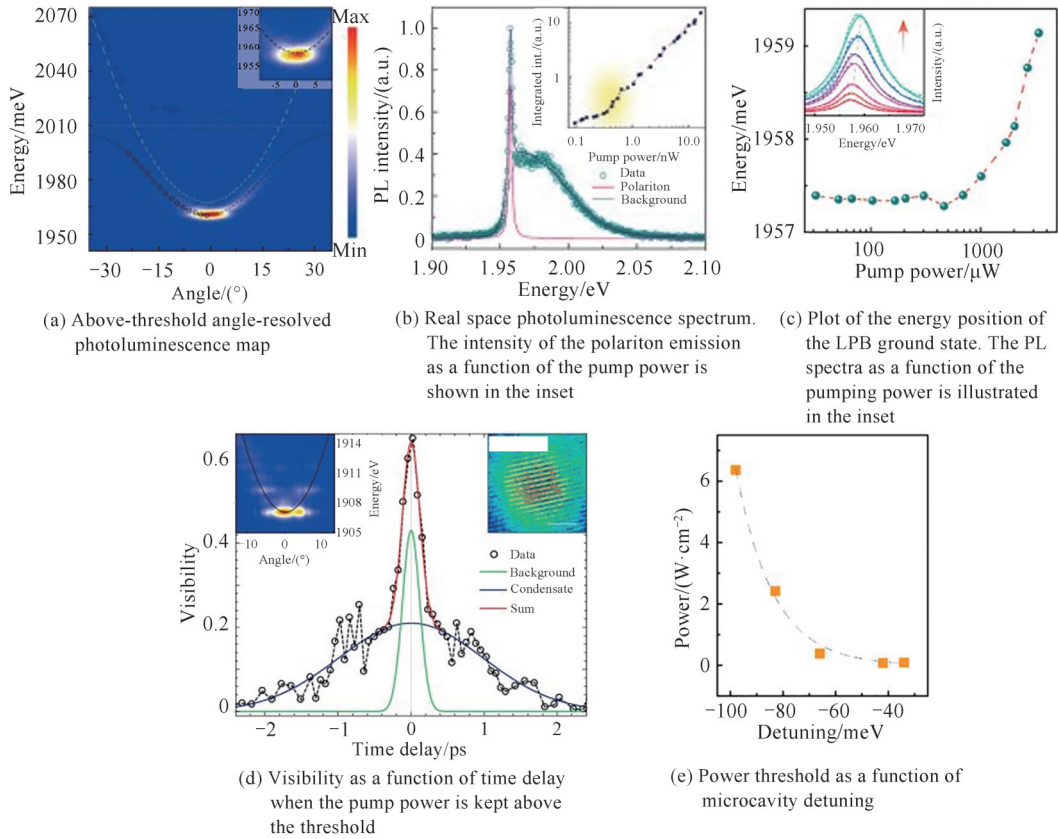 Max
Min
Energy/meV
2070
2040
2010
1980
1950
−30
−15
0
15
30
Angle/(°)
1970
1965
1960
1955
−5
0
5
(a) Above-threshold angle-resolved
photoluminescence map
PL intensity/(a.u.)
1.0
0.8
0.6
0.4
0.2
0
1.90
1.95
2.00
2.05
2.10
Energy/eV
Integrated int./(a.u.)
10
1
0.1
1.0
10.0
Pump power/nW
Data
Polariton
Background
(b) Real space photoluminescence spectrum.
The intensity of the polariton emission
as a function of the pump power is
shown in the inset
Energy/meV
1959
1958
1957
100
1000
Pump power/μW
Intensity/(a.u.)
1.950
1.960
1.970
Energy/eV
(c) Plot of the energy position of
the LPB ground state. The PL
spectra as a function of the
pumping power is illustrated
in the inset
Visibility
0.6
0.4
0.2
0
−2
−1
0
1
2
Time delay/ps
1914
1911
1908
1905
Energy/eV
−10
0
10
Angle/(°)
Data
Background
Condensate
Sum
(d) Visibility as a function of time delay
when the pump power is kept above
the threshold
Power/(W·cm⁻²)
6
4
2
0
−100
−80
−60
−40
Detuning/meV
(e) Power threshold as a function of
microcavity detuning